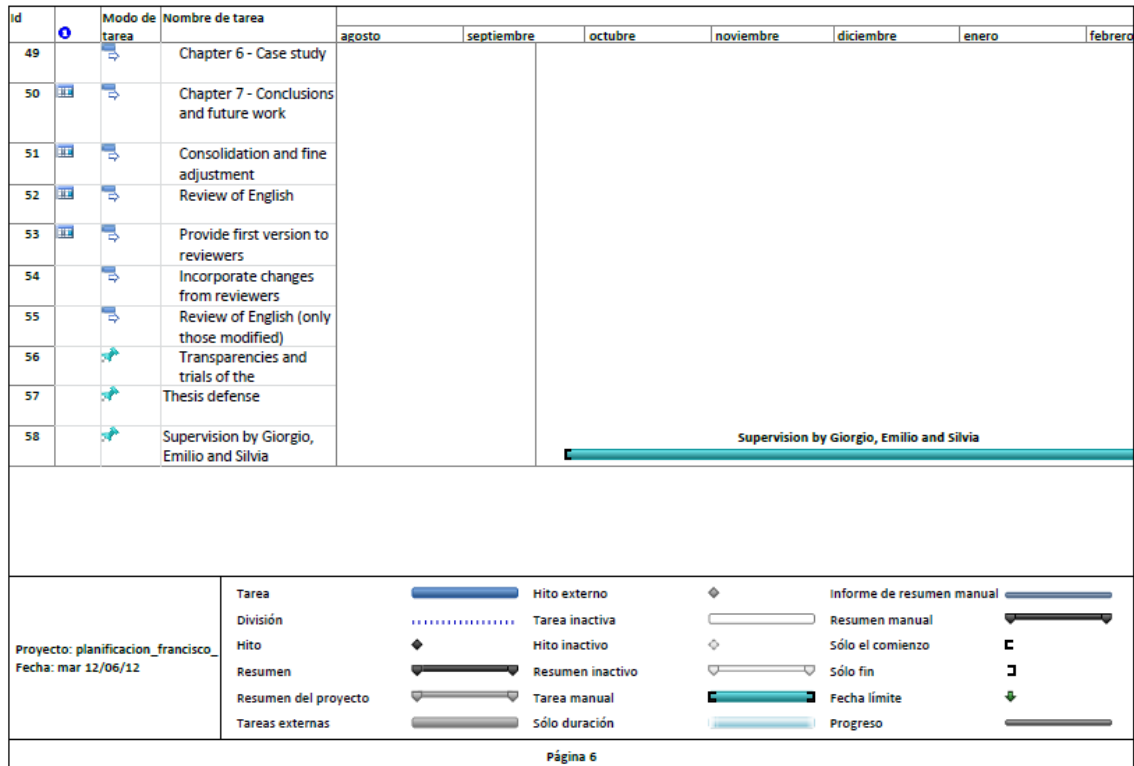 Id
Modo de tarea
Nombre de tarea
agosto septiembre octubre noviembre diciembre enero febrero
49 Chapter 6 - Case study
50 Chapter 7 - Conclusions
and future work
51 Consolidation and fine
adjustment
52 Review of English
53 Provide first version to
reviewers
54 Incorporate changes
from reviewers
55 Review of English (only
those modified)
56 Transparencies and
trials of the
57 Thesis defense
58 Supervision by Giorgio,
Emilio and Silvia
Supervision by Giorgio, Emilio and Silvia
Proyecto: planificacion_francisco_
Fecha: mar 12/06/12
Tarea
División
Hito
Resumen
Resumen del proyecto
Tareas externas
Hito externo
Tarea inactiva
Hito inactivo
Resumen inactivo
Tarea manual
Sólo duración
Informe de resumen manual
Resumen manual
Sólo el comienzo
Sólo fin
Fecha límite
Progreso
Página 6